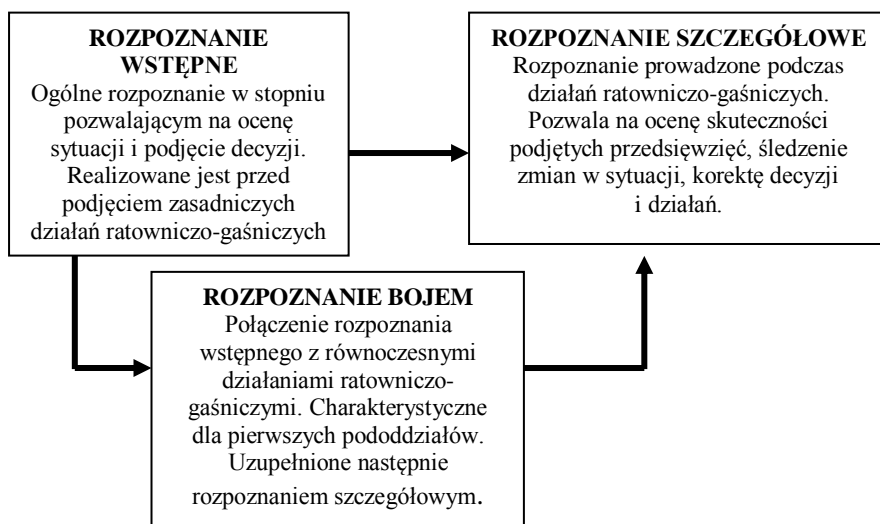 ROZPOZNANIE
WSTĘPNE
Ogólne rozpoznanie w stopniu
pozwalającym na ocenę
sytuacji i podjęcie decyzji.
Realizowane jest przed
podjęciem zasadniczych
działań ratowniczo-gaśniczych
ROZPOZNANIE SZCZEGÓŁOWE
Rozpoznanie prowadzone podczas
działań ratowniczo-gaśniczych.
Pozwala na ocenę skuteczności
podjętych przedsięwzięć, śledzenie
zmian w sytuacji, korektę decyzji
i działań.
ROZPOZNANIE BOJEM
Połączenie rozpoznania
wstępnego z równoczesnymi
działaniami ratowniczo-
gaśniczymi. Charakterystyczne
dla pierwszych pododdziałów.
Uzupełnione następnie
rozpoznaniem szczegółowym.